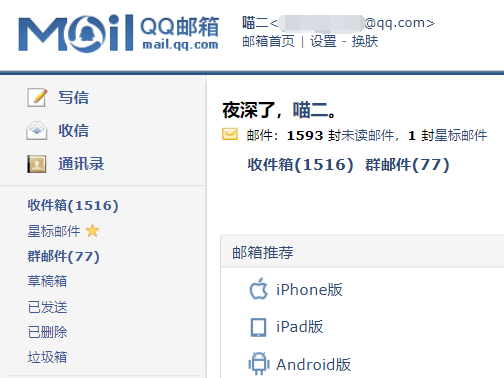 Mail QQ邮箱
mail.qq.com
喵二<@qq.com>
邮箱首页 | 设置 - 换肤
写信
收信
通讯录
收件箱(1516)
星标邮件
群邮件(77)
草稿箱
已发送
已删除
垃圾箱
夜深了，喵二。
邮件：1593 封未读邮件，1 封星标邮件
收件箱(1516) 群邮件(77)
邮箱推荐
iPhone版
iPad版
Android版